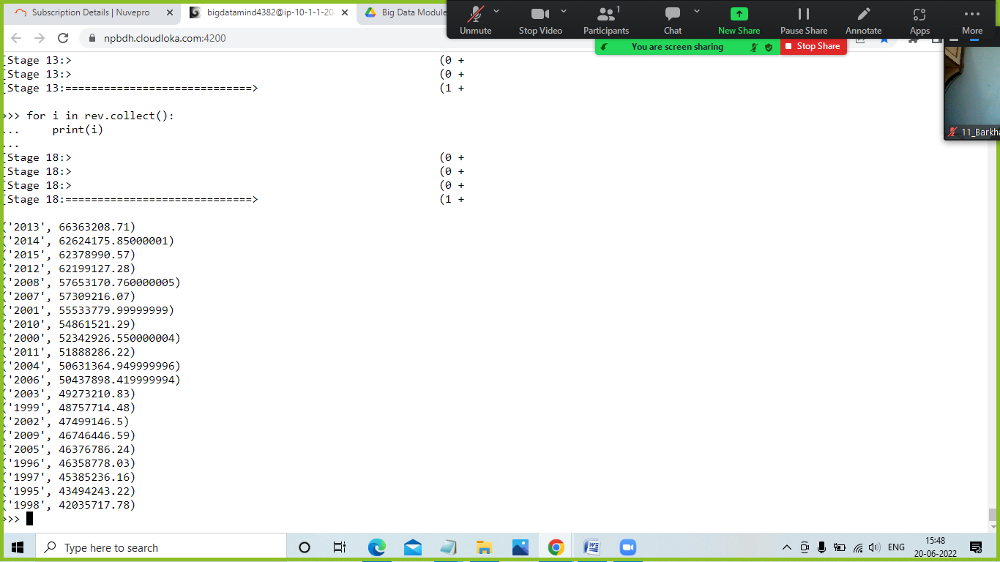 Subscription Details | Nuvepro
bigdatamind4382@ip-10-1-1-20
Big Data Module
Unmute
Stop Video
Participants
1
Chat
New Share
Pause Share
Annotate
Apps
More
npbdh.cloudloka.com:4200
You are screen sharing
Stop Share
[Stage 13:> (0 +
[Stage 13:> (0 +
[Stage 13:=============================> (1 +
>>> for i in rev.collect():
... print(i)
...
[Stage 18:> (0 +
[Stage 18:> (0 +
[Stage 18:> (0 +
[Stage 18:=============================> (1 +
('2013', 66363208.71)
('2014', 62624175.85000001)
('2015', 62378990.57)
('2012', 62199127.28)
('2008', 57653170.760000005)
('2007', 57309216.07)
('2001', 55533779.99999999)
('2010', 54861521.29)
('2000', 52342926.550000004)
('2011', 51888286.22)
('2004', 50631364.949999996)
('2006', 50437898.419999994)
('2003', 49273210.83)
('1999', 48757714.48)
('2002', 47499146.5)
('2009', 46746446.59)
('2005', 46376786.24)
('1996', 46358778.03)
('1997', 45385236.16)
('1995', 43494243.22)
('1998', 42035717.78)
>>>
11_Barkha
Type here to search
ENG
15:48
20-06-2022